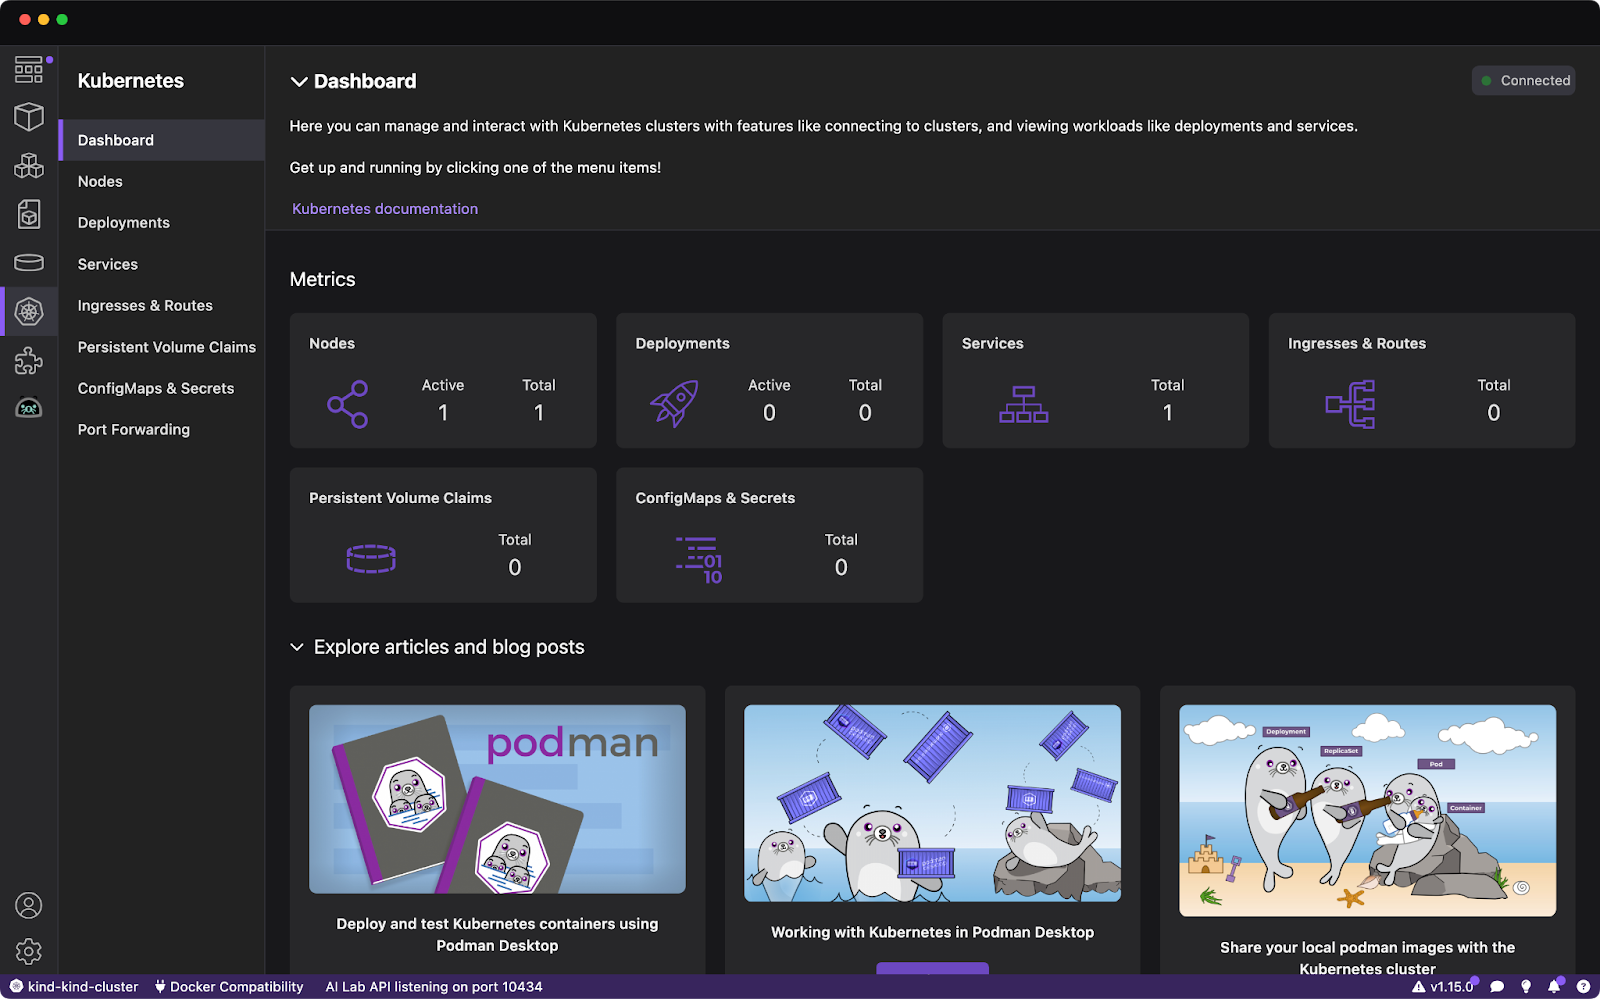 Kubernetes
Dashboard
Nodes
Deployments
Services
Ingresses & Routes
Persistent Volume Claims
ConfigMaps & Secrets
Port Forwarding
Dashboard
Connected
Here you can manage and interact with Kubernetes clusters with features like connecting to clusters, and viewing workloads like deployments and services.
Get up and running by clicking one of the menu items!
Kubernetes documentation
Metrics
Nodes
Active
1
Total
1
Deployments
Active
0
Total
0
Services
Total
1
Ingresses & Routes
Total
0
Persistent Volume Claims
Total
0
ConfigMaps & Secrets
01
10
Total
0
Explore articles and blog posts
podman
Deploy and test Kubernetes containers using
Podman Desktop
podman
Working with Kubernetes in Podman Desktop
Deployment
ReplicaSet
Pod
Container
Share your local podman images with the
Kubernetes cluster
kind-kind-cluster
Docker Compatibility
AI Lab API listening on port 10434
v1.15.0